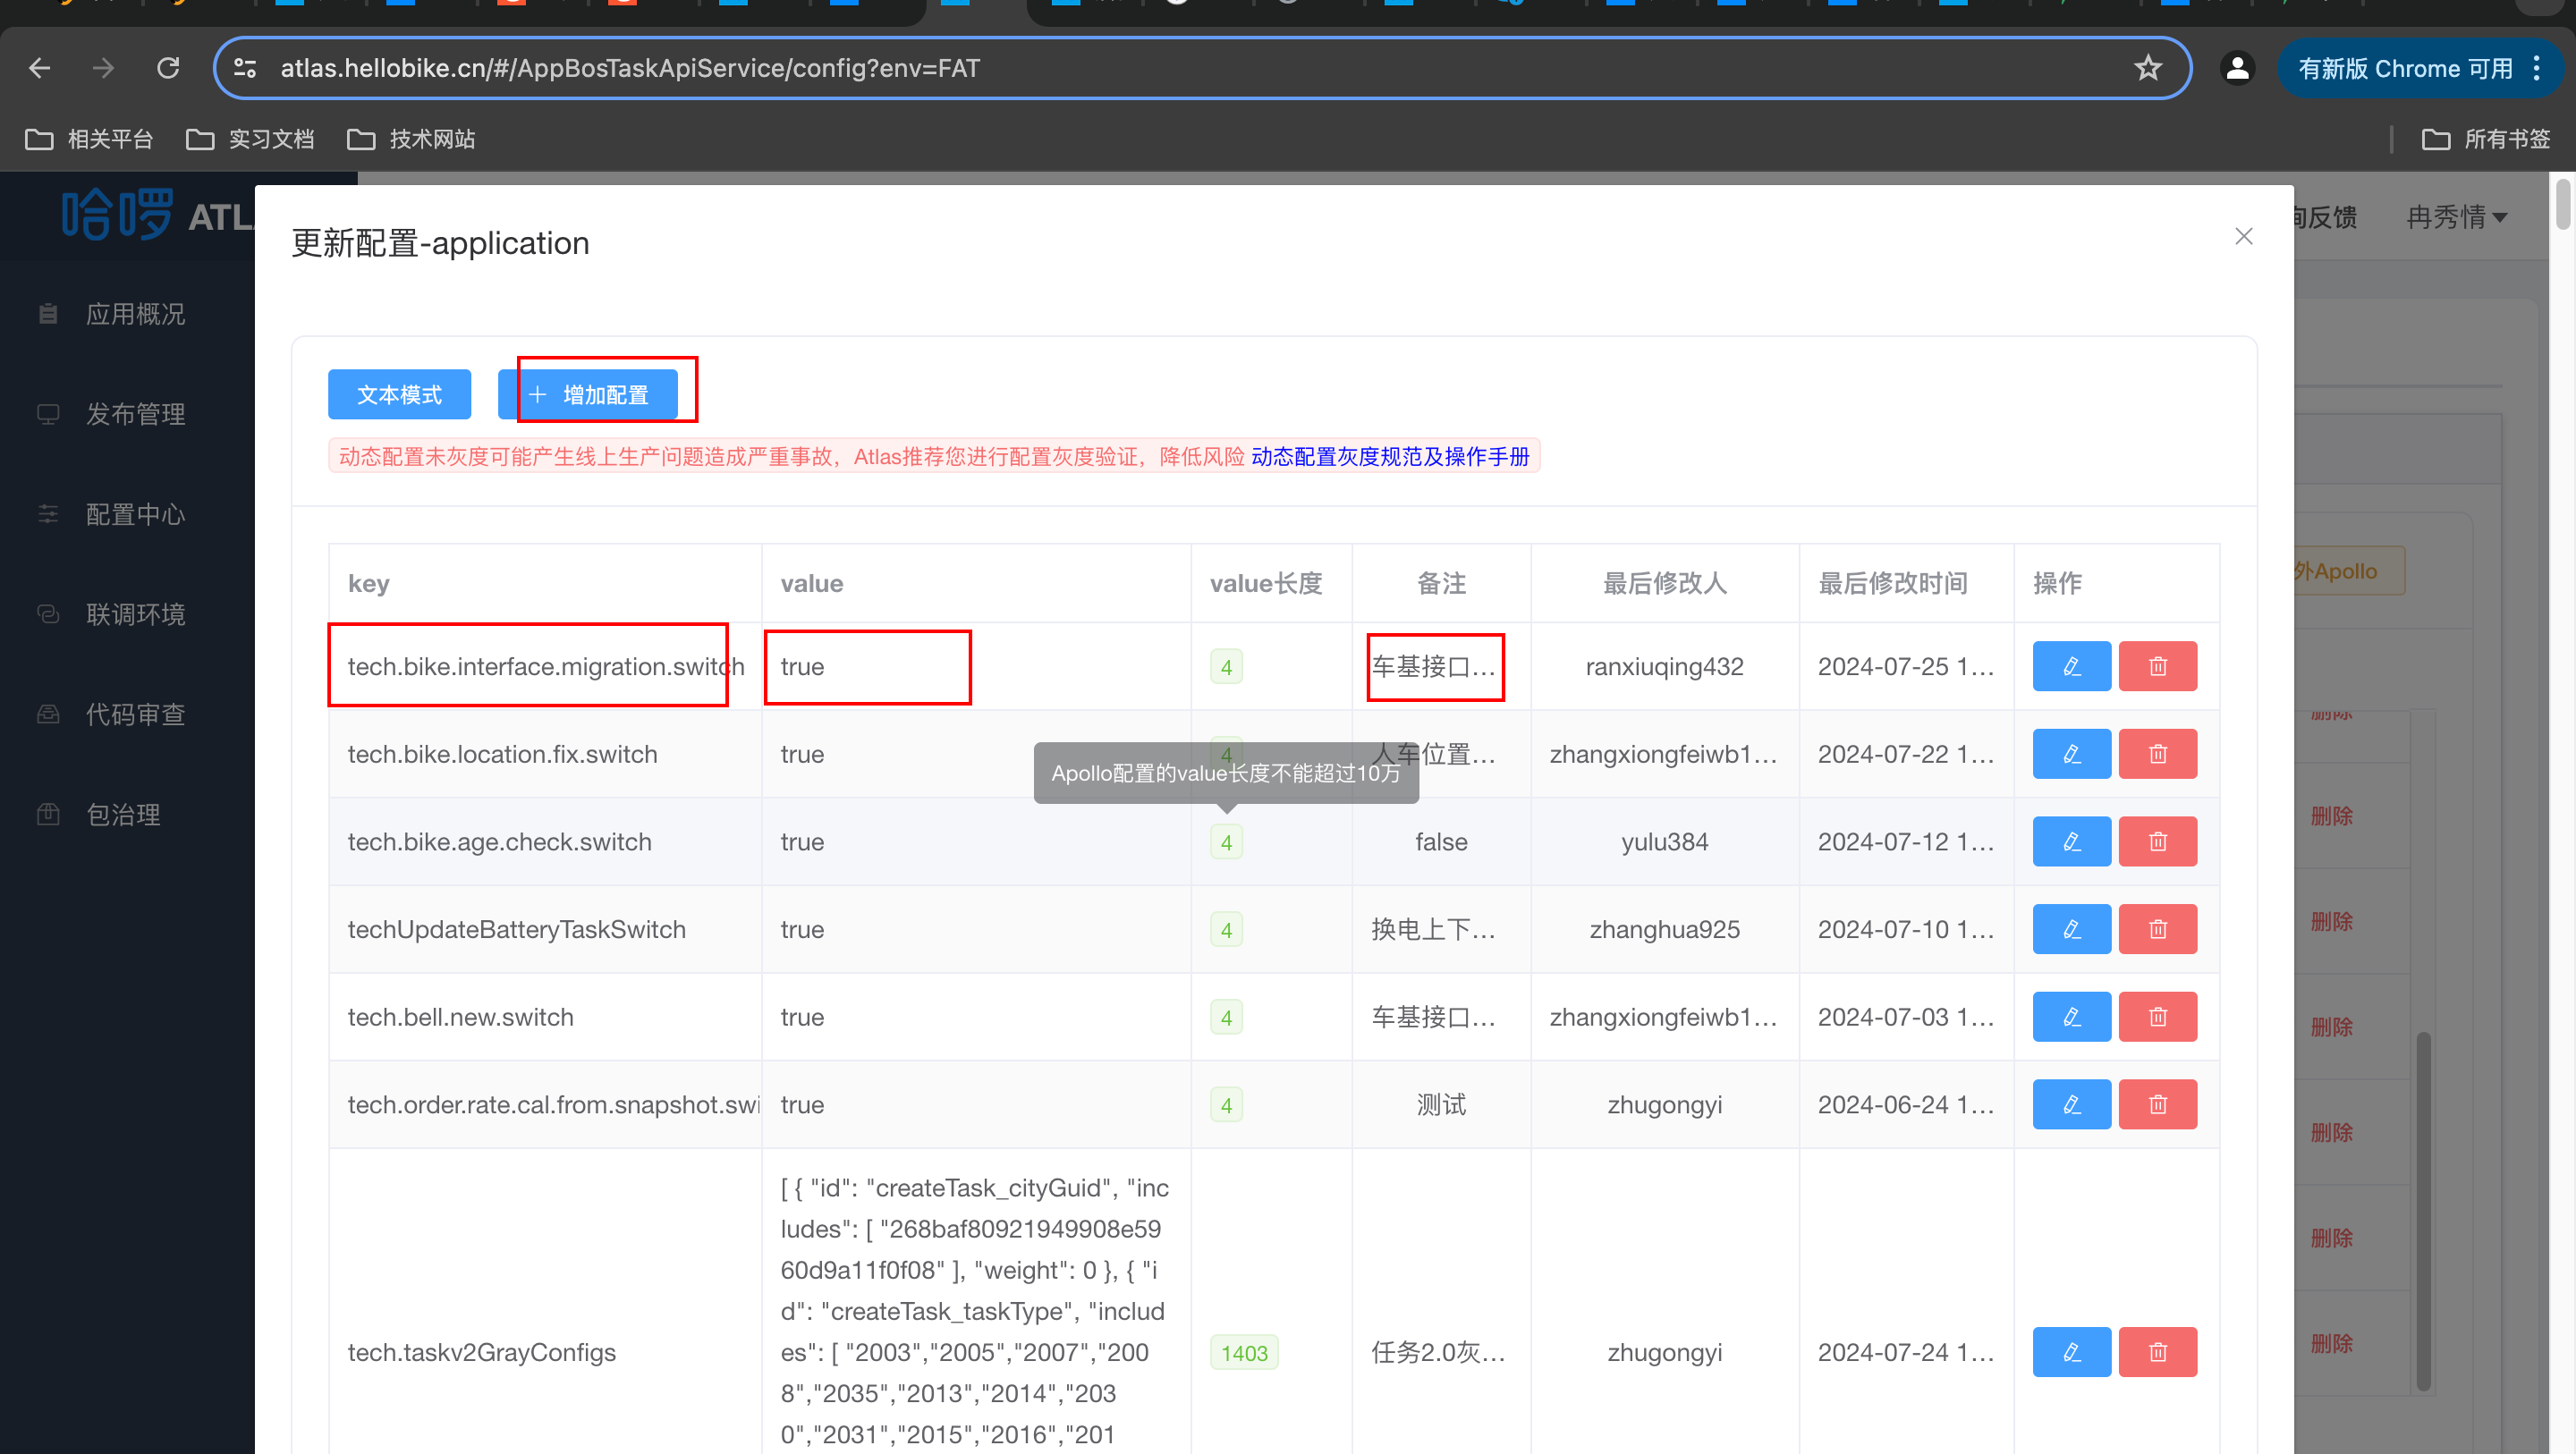 atlas.hellobike.cn/#/AppBosTaskApiService/config?env=FAT
有新版 Chrome 可用
相关平台
实习文档
技术网站
所有书签
哈啰 ATL
询反馈
冉秀情
应用概况
发布管理
配置中心
联调环境
代码审查
包治理
更新配置-application
文本模式
增加配置
动态配置未灰度可能产生线上生产问题造成严重事故，Atlas推荐您进行配置灰度验证，降低风险 动态配置灰度规范及操作手册
外Apollo
key value value长度 备注 最后修改人 最后修改时间 操作
tech.bike.interface.migration.switch true 4 车基接口... ranxiuqing432 2024-07-25 1...
tech.bike.location.fix.switch true 4 人车位置... zhangxiongfeiwb1... 2024-07-22 1...
Apollo配置的value长度不能超过10万
tech.bike.age.check.switch true 4 false yulu384 2024-07-12 1...
techUpdateBatteryTaskSwitch true 4 换电上下... zhanghua925 2024-07-10 1...
tech.bell.new.switch true 4 车基接口... zhangxiongfeiwb1... 2024-07-03 1...
tech.order.rate.cal.from.snapshot.swi true 4 测试 zhugongyi 2024-06-24 1...
[ { "id": "createTask_cityGuid", "inc
ludes": [ "268baf80921949908e59
60d9a11f0f08" ], "weight": 0 }, { "i
d": "createTask_taskType", "includ
es": [ "2003","2005","2007","200
8","2035","2013","2014","203
0","2031","2015","2016","201
tech.taskv2GrayConfigs 1403 任务2.0灰... zhugongyi 2024-07-24 1...
删除
删除
删除
删除
删除
删除
删除